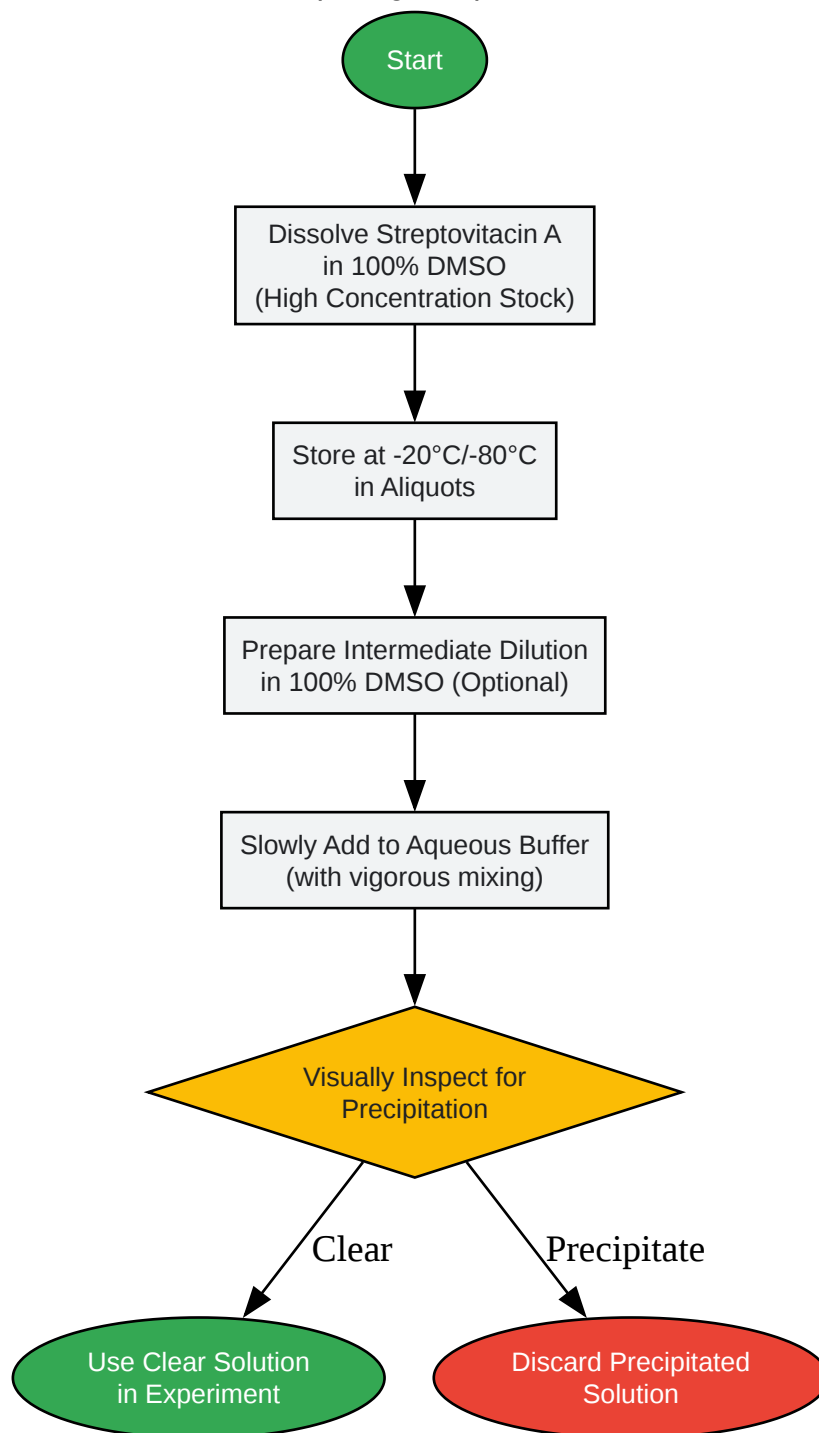 Start
Dissolve Streptovitacin A
in 100% DMSO
(High Concentration Stock)
Store at -20°C/-80°C
in Aliquots
Prepare Intermediate Dilution
in 100% DMSO (Optional)
Slowly Add to Aqueous Buffer
(with vigorous mixing)
Visually Inspect for
Precipitation
Clear
Precipitate
Use Clear Solution
in Experiment
Discard Precipitated
Solution